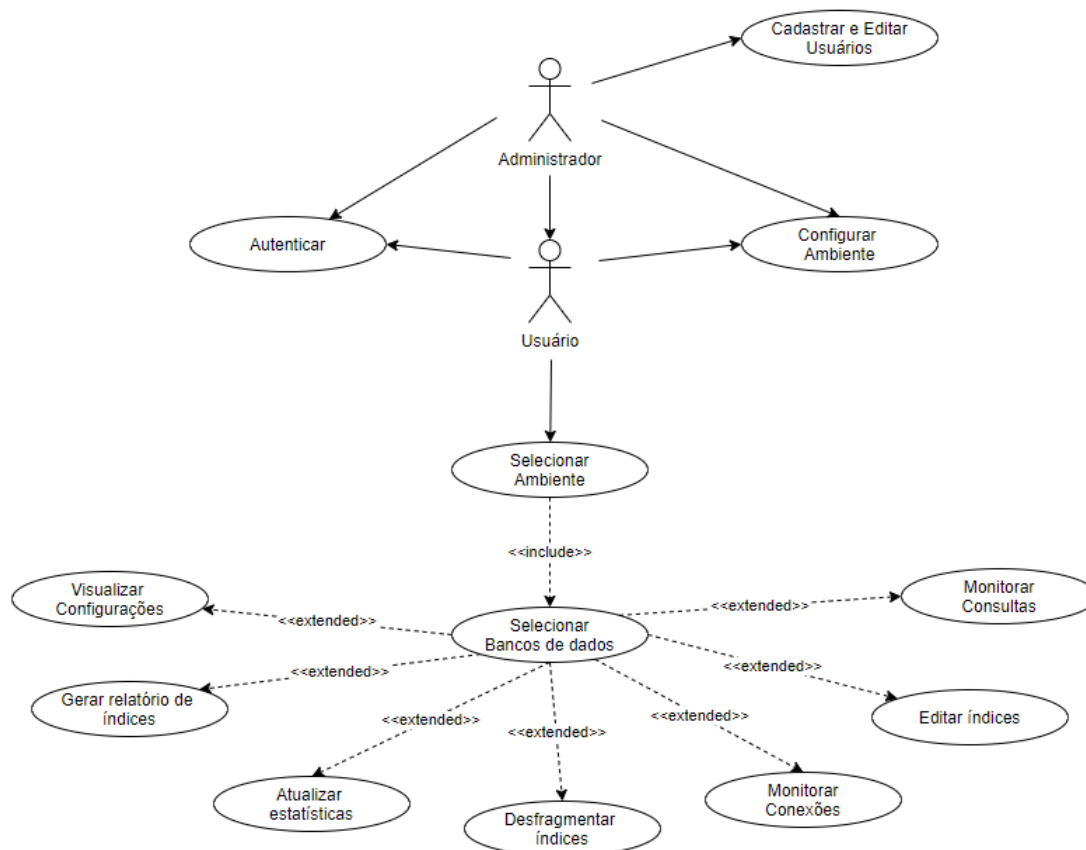 Cadastrar e Editar
Usuários
Administrador
Autenticar
Configurar
Ambiente
Usuário
Selecionar
Ambiente
<<include>>
Visualizar
Configurações
<<extended>>
<<extended>>
Monitorar
Consultas
Selecionar
Bancos de dados
<<extended>>
<<extended>>
Gerar relatório de
índices
Editar índices
<<extended>>
<<extended>>
<<extended>>
Atualizar
estatísticas
Desfragmentar
índices
Monitorar
Conexões